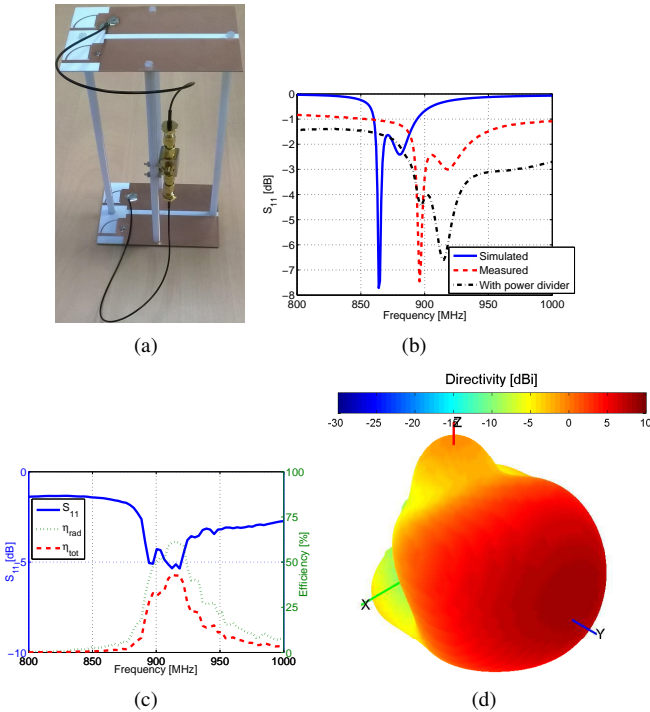 (a)
0
-1
-2
-3
-4
-5
-6
-7
-8
S11 [dB]
800 850 900 950 1000
Frequency [MHz]
Simulated
Measured
With power divider
(b)
0
-5
-10
S11 [dB]
S11
ηrad
ηtot
100
75
50
25
0
Efficiency [%]
800 850 900 950 1000
Frequency [MHz]
(c)
Directivity [dBi]
-30 -25 -20 -15 -10 -5 0 5 10
Z
X
Y
(d)